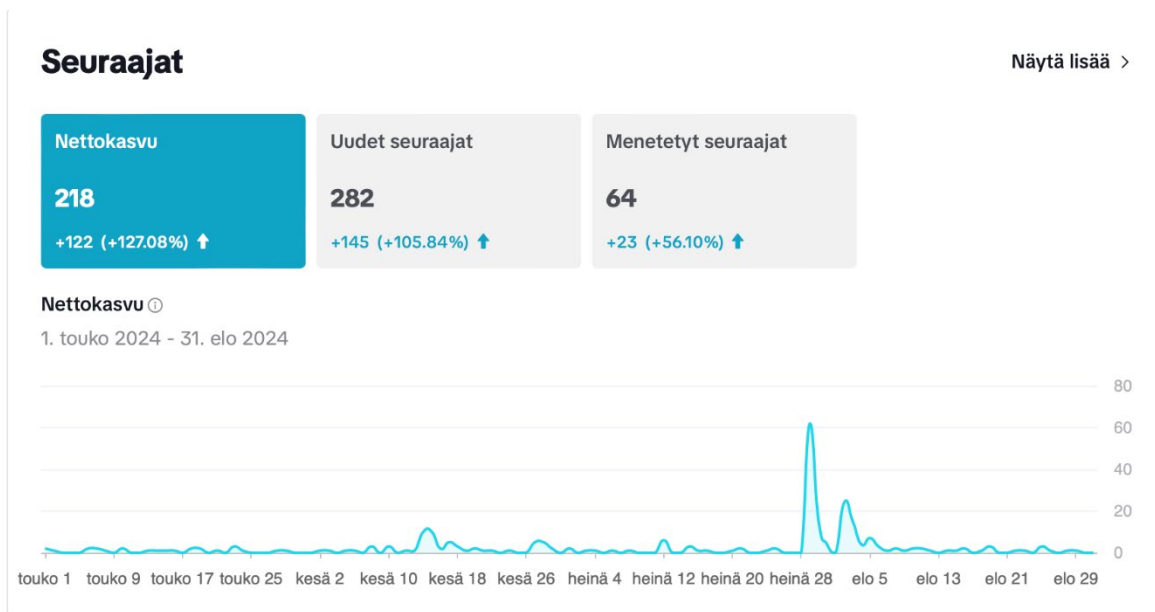 Seuraajat
Näytä lisää >
Nettokasvu
Uudet seuraajat
Menetetyt seuraajat
218
282
64
+122 (+127.08%)
+145 (+105.84%)
+23 (+56.10%)
Nettokasvu
1. touko 2024 - 31. elo 2024
80
60
40
20
0
touko 1 touko 9 touko 17 touko 25 kesä 2 kesä 10 kesä 18 kesä 26 heinä 4 heinä 12 heinä 20 heinä 28 elo 5 elo 13 elo 21 elo 29